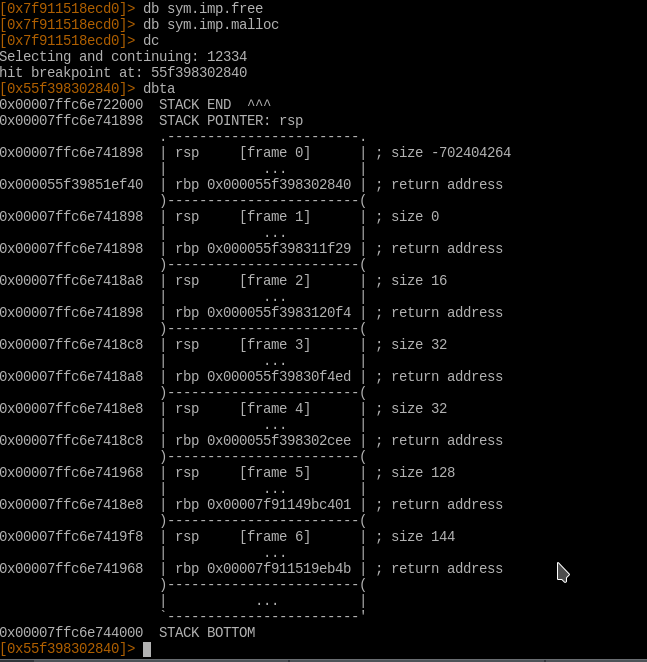 [0x7f911518ecd0]> db sym.imp.free
[0x7f911518ecd0]> db sym.imp.malloc
[0x7f911518ecd0]> dc
Selecting and continuing: 12334
hit breakpoint at: 55f398302840
[0x55f398302840]> dbta
0x00007ffc6e722000  STACK END  ^^^
0x00007ffc6e741898  STACK POINTER: rsp
                    .------------------------.
0x00007ffc6e741898  | rsp     [frame 0]      | ; size -702404264
                    |            ...         |
0x000055f39851ef40  | rbp 0x000055f398302840 | ; return address
                    )------------------------(
0x00007ffc6e741898  | rsp     [frame 1]      | ; size 0
                    |            ...         |
0x00007ffc6e741898  | rbp 0x000055f398311f29 | ; return address
                    )------------------------(
0x00007ffc6e7418a8  | rsp     [frame 2]      | ; size 16
                    |            ...         |
0x00007ffc6e741898  | rbp 0x000055f3983120f4 | ; return address
                    )------------------------(
0x00007ffc6e7418c8  | rsp     [frame 3]      | ; size 32
                    |            ...         |
0x00007ffc6e7418a8  | rbp 0x000055f39830f4ed | ; return address
                    )------------------------(
0x00007ffc6e7418e8  | rsp     [frame 4]      | ; size 32
                    |            ...         |
0x00007ffc6e7418c8  | rbp 0x000055f398302cee | ; return address
                    )------------------------(
0x00007ffc6e741968  | rsp     [frame 5]      | ; size 128
                    |            ...         |
0x00007ffc6e7418e8  | rbp 0x00007f91149bc401 | ; return address
                    )------------------------(
0x00007ffc6e7419f8  | rsp     [frame 6]      | ; size 144
                    |            ...         |
0x00007ffc6e741968  | rbp 0x00007f911519eb4b | ; return address
                    )------------------------(
                    |           ...          |
                    `------------------------'
0x00007ffc6e744000  STACK BOTTOM
[0x55f398302840]>